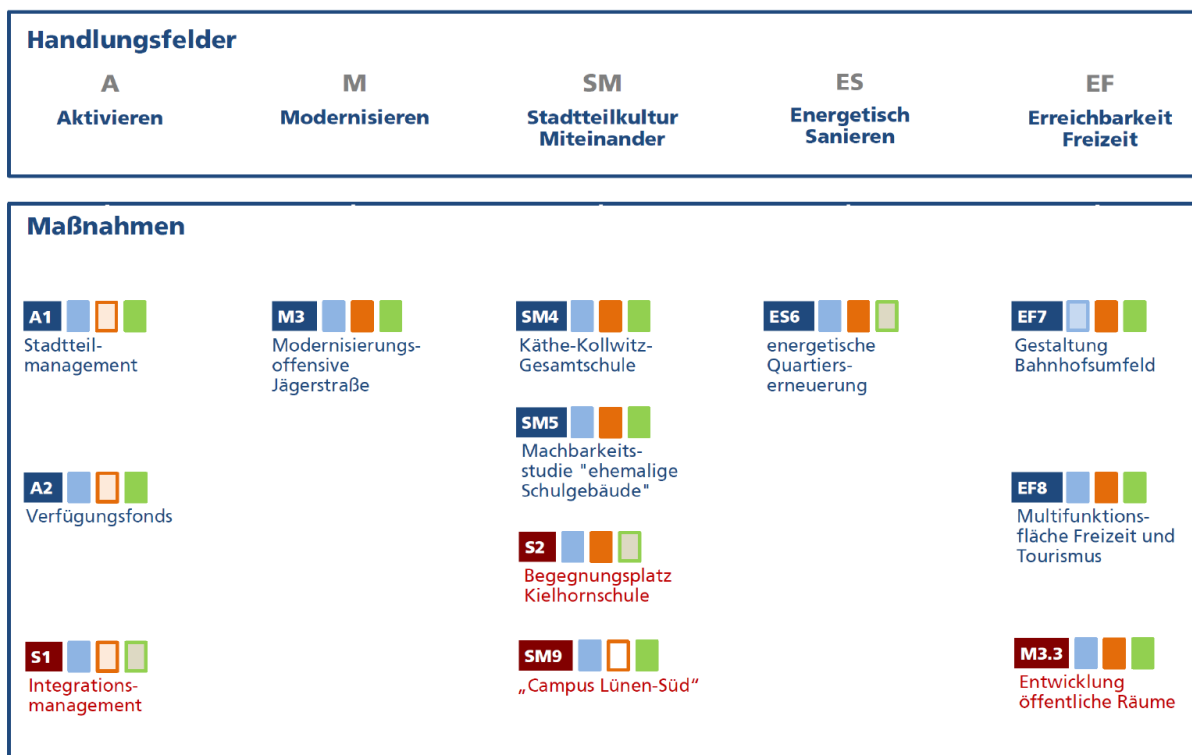 Handlungsfelder
A
Aktivieren
M
Modernisieren
SM
Stadtteilkultur
Miteinander
ES
Energetisch
Sanieren
EF
Erreichbarkeit
Freizeit
Maßnahmen
A1
Stadtteil-
management
A2
Verfügungsfonds
S1
Integrations-
management
M3
Modernisierungs-
offensive
Jägerstraße
SM4
Käthe-Kollwitz-
Gesamtschule
SM5
Machbarkeits-
studie "ehemalige
Schulgebäude"
S2
Begegnungsplatz
Kielhornschule
SM9
„Campus Lünen-Süd“
ES6
energetische
Quartiers-
erneuerung
EF7
Gestaltung
Bahnhofsumfeld
EF8
Multifunktions-
fläche Freizeit und
Tourismus
M3.3
Entwicklung
öffentliche Räume